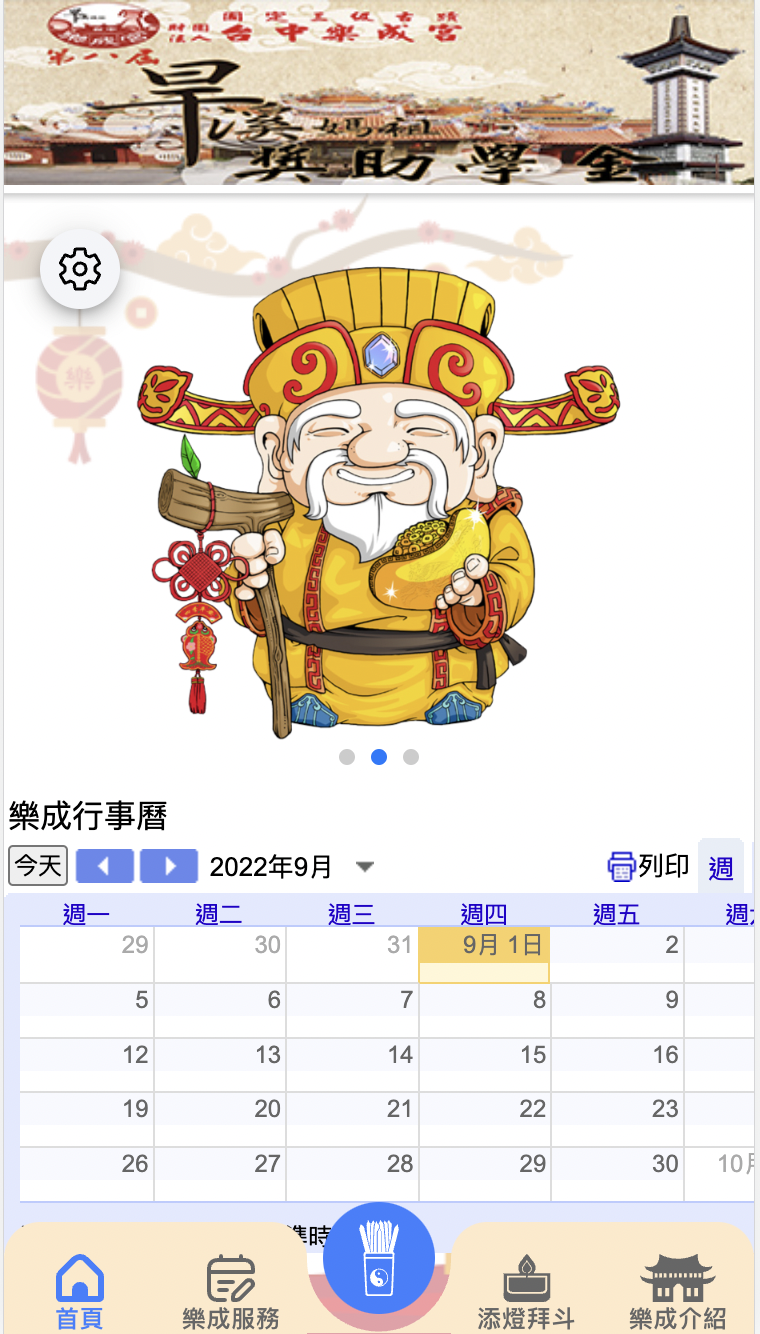 固定三級古蹟
財團法人
台中樂成宮
第十八屆
旱溪媽祖
獎助學金
樂
樂成行事曆
今天
2022年9月
列印
週
週一 週二 週三 週四 週五
29 30 31 9月 1日 2
5 6 7 8 9
12 13 14 15 16
19 20 21 22 23
26 27 28 29 30 10月
準時
首頁 樂成服務 添燈拜斗 樂成介紹